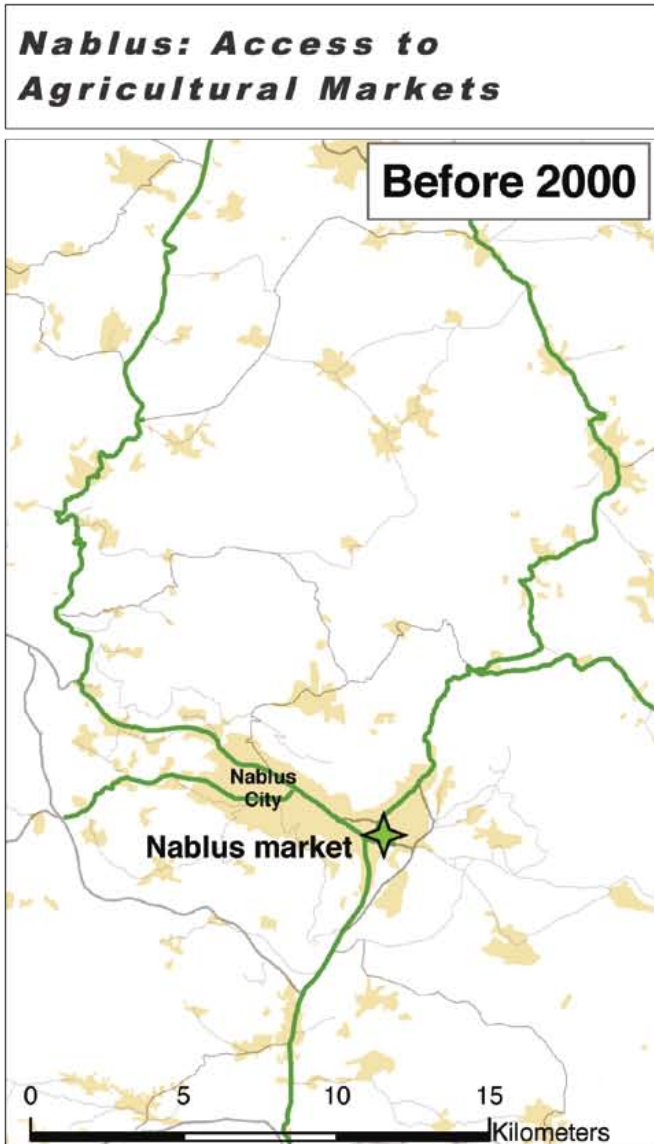 Nablus: Access to
Agricultural Markets
Before 2000
Nablus
City
Nablus market
0 5 10 15
Kilometers